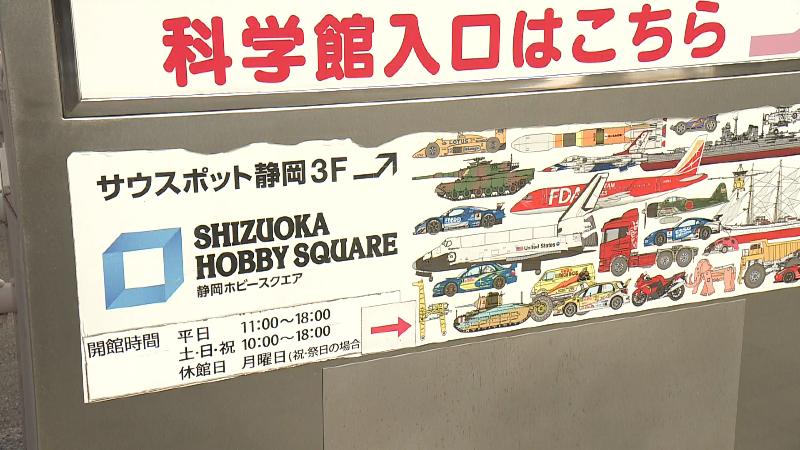 科学館入口はこちら
サウスポット静岡3F
SHIZUOKA
HOBBY SQUARE
静岡ホビースクエア
開館時間 平日 11:00～18:00
土・日・祝 10:00～18:00
休館日 月曜日(祝・祭日の場合
LOTUS
FDA
United States